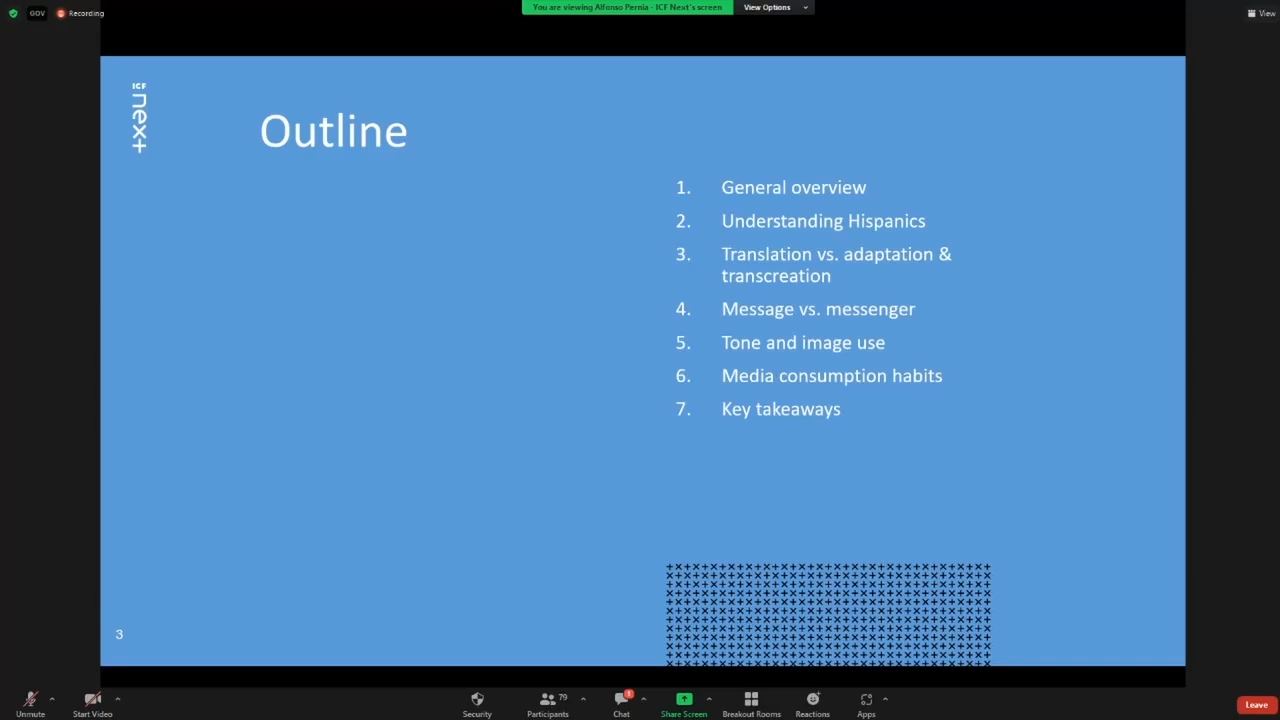 GOV
Recording
You are viewing Alfonso Pernia - ICF Next's screen
View Options
View
ICF
next
Outline
1. General overview
2. Understanding Hispanics
3. Translation vs. adaptation &
transcreation
4. Message vs. messenger
5. Tone and image use
6. Media consumption habits
7. Key takeaways
3
Unmute
Start Video
Security
Participants
79
Chat
Share Screen
Breakout Rooms
Reactions
Apps
Leave